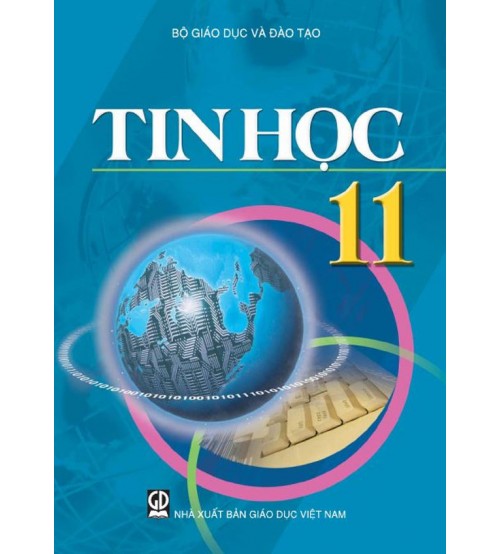 BỘ GIÁO DỤC VÀ ĐÀO TẠO
TIN HỌC
11
GD
NHÀ XUẤT BẢN GIÁO DỤC VIỆT NAM